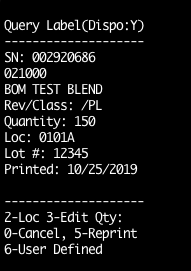 Query Label(Dispo:Y)
--------------------
SN: 002920686
021000
BOM TEST BLEND
Rev/Class: /PL
Quantity: 150
Loc: 0101A
Lot #: 12345
Printed: 10/25/2019
--------------------
2-Loc 3-Edit Qty:
0-Cancel, 5-Reprint
6-User Defined